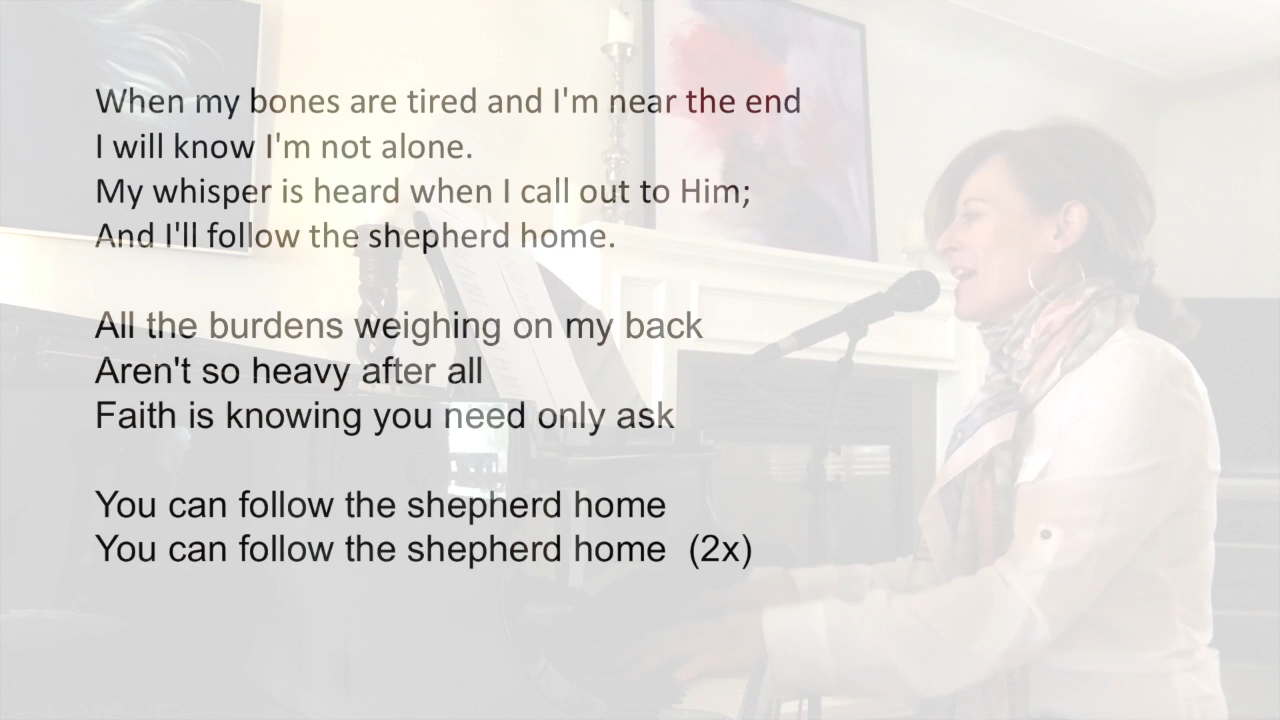 When my bones are tired and I'm near the end
I will know I'm not alone.
My whisper is heard when I call out to Him;
And I'll follow the shepherd home.
All the burdens weighing on my back
Aren't so heavy after all
Faith is knowing you need only ask
You can follow the shepherd home
You can follow the shepherd home  (2x)